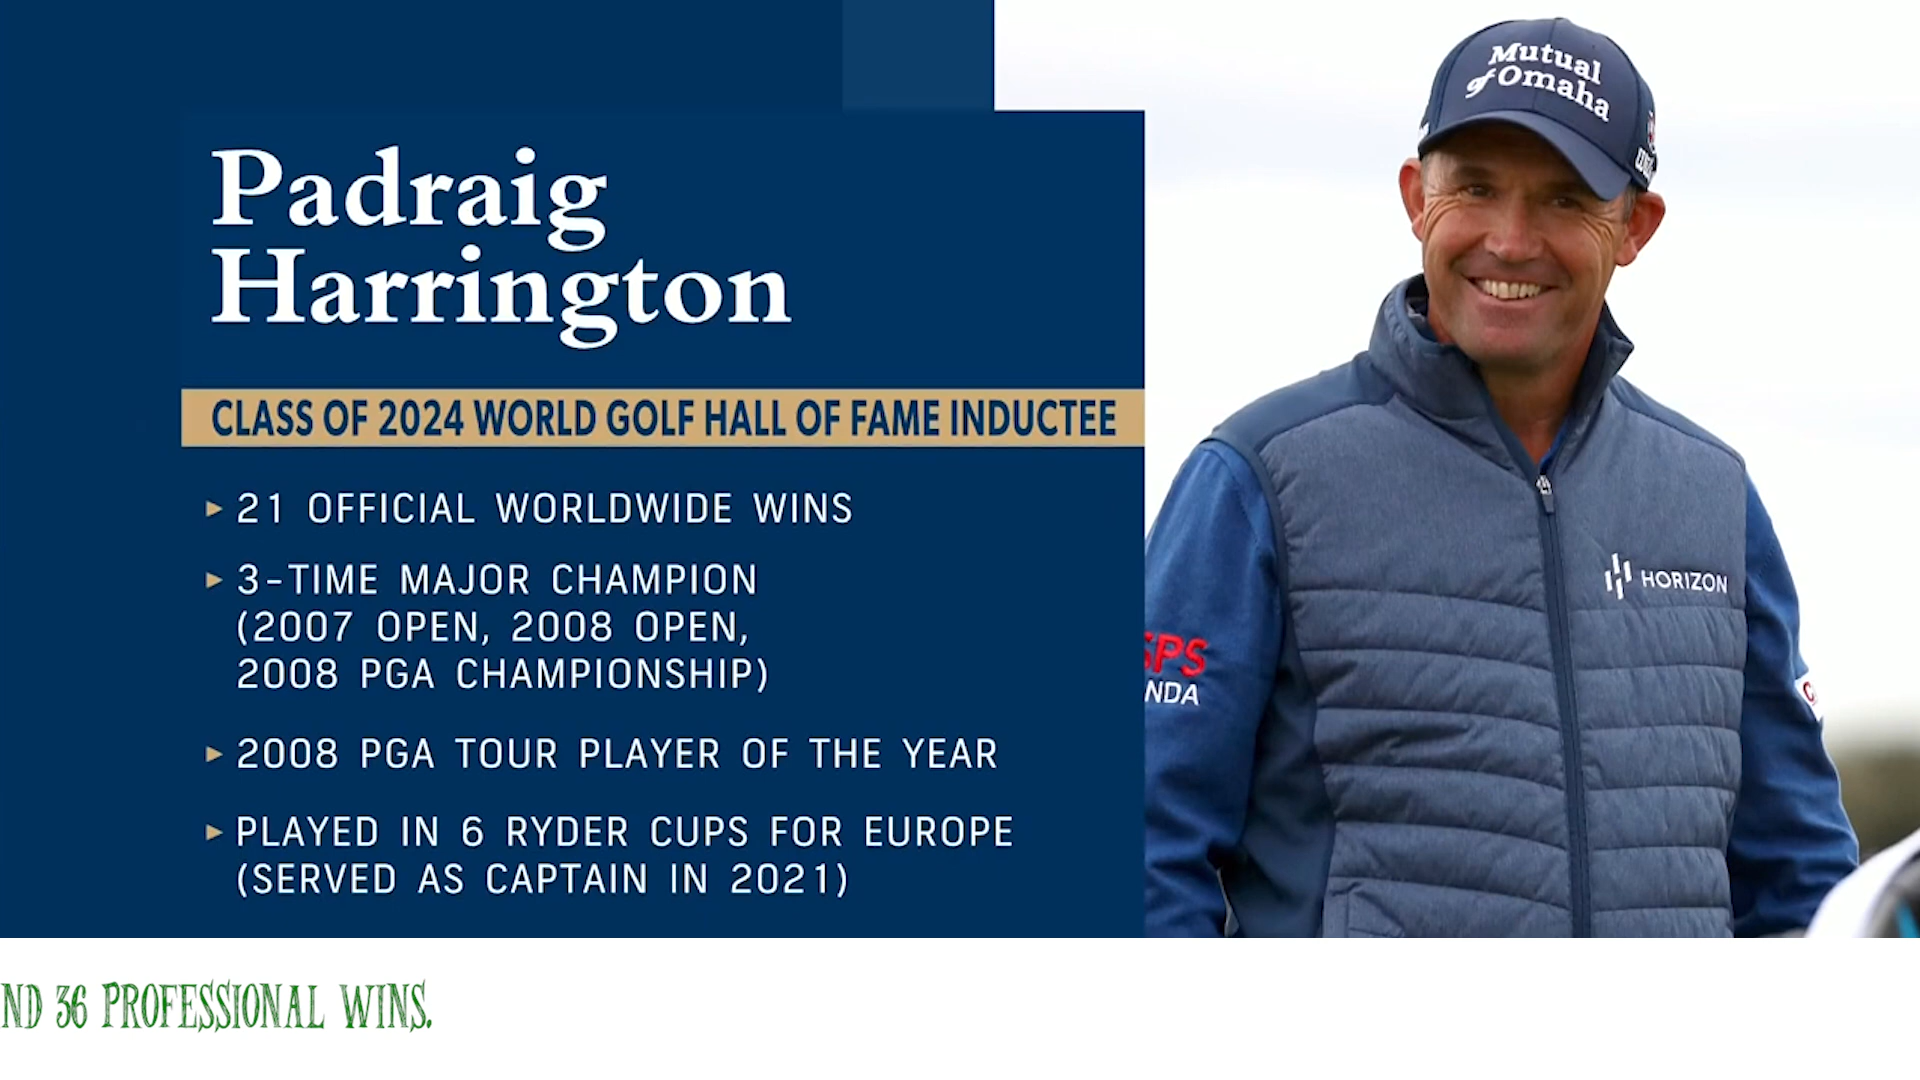 Padraig
Harrington
CLASS OF 2024 WORLD GOLF HALL OF FAME INDUCTEE
21 OFFICIAL WORLDWIDE WINS
3-TIME MAJOR CHAMPION
(2007 OPEN, 2008 OPEN,
2008 PGA CHAMPIONSHIP)
2008 PGA TOUR PLAYER OF THE YEAR
PLAYED IN 6 RYDER CUPS FOR EUROPE
(SERVED AS CAPTAIN IN 2021)
Mutual
of Omaha
HORIZON
SPS
NDA
ND 36 PROFESSIONAL WINS.